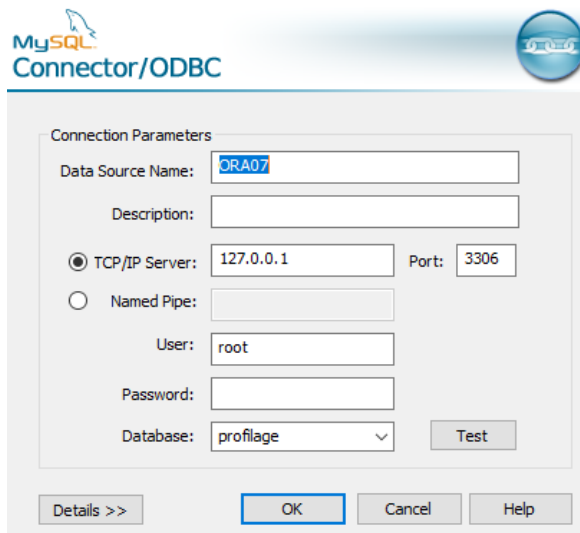 MySQL
Connector/ODBC
Connection Parameters
Data Source Name: ORA07
Description:
TCP/IP Server: 127.0.0.1 Port: 3306
Named Pipe:
User: root
Password:
Database: profilage Test
Details >> OK Cancel Help